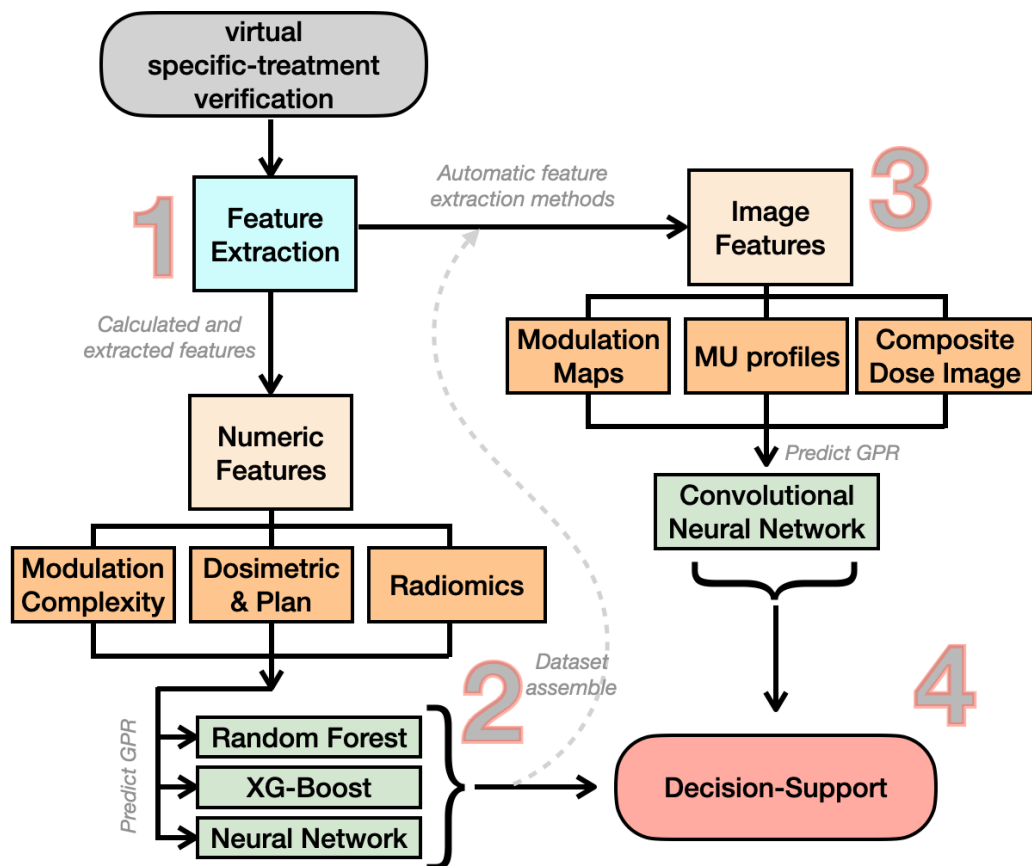 virtual
specific-treatment
verification
1
Feature
Extraction
Automatic feature
extraction methods
Image
Features
3
Calculated and
extracted features
Modulation
Maps
MU profiles
Composite
Dose Image
Numeric
Features
Predict GPR
Convolutional
Neural Network
Modulation
Complexity
Dosimetric
& Plan
Radiomics
2
Dataset
assemble
4
Predict GPR
Random Forest
XG-Boost
Neural Network
Decision-Support